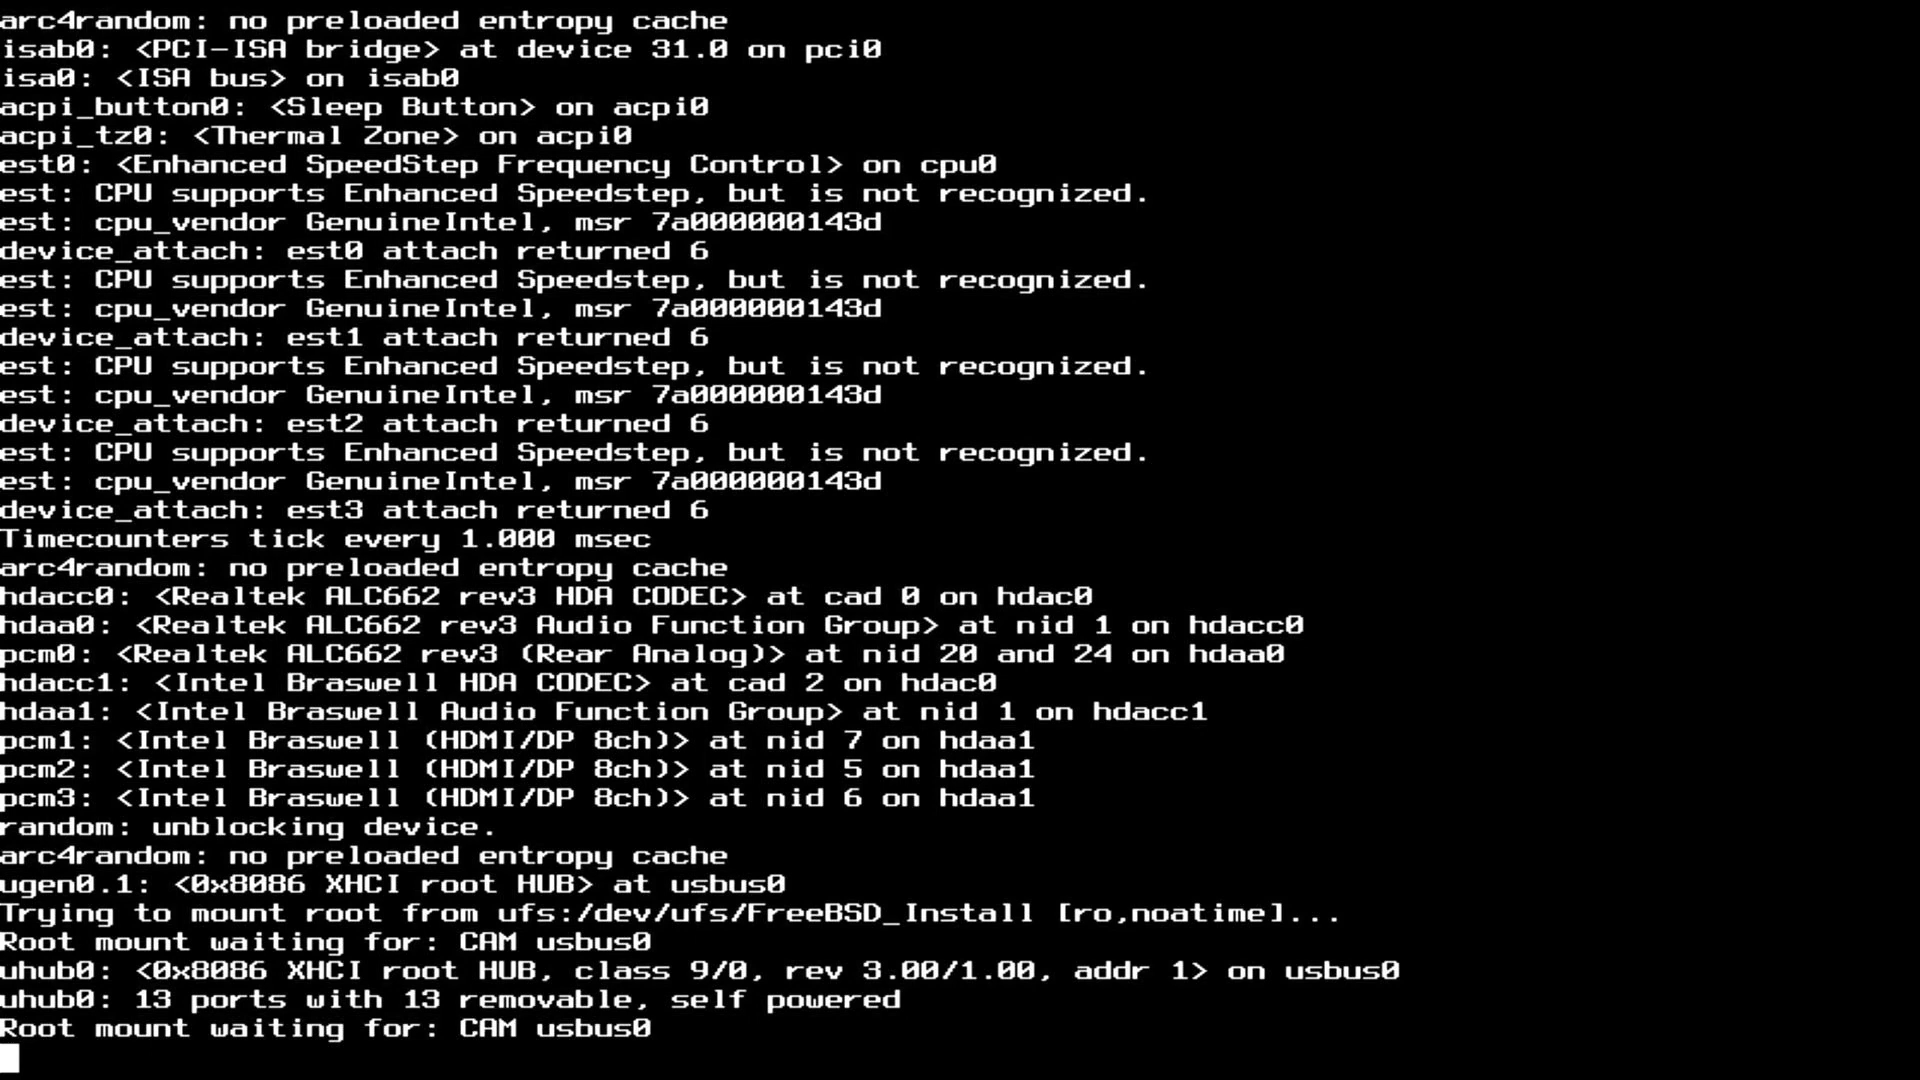 arc4random: no preloaded entropy cache
isab0: <PCI-ISA bridge> at device 31.0 on pci0
isa0: <ISA bus> on isab0
acpi_button0: <Sleep Button> on acpi0
acpi_tz0: <Thermal Zone> on acpi0
est0: <Enhanced SpeedStep Frequency Control> on cpu0
est: CPU supports Enhanced Speedstep, but is not recognized.
est: cpu_vendor GenuineIntel, msr 7a000000143d
device_attach: est0 attach returned 6
est: CPU supports Enhanced Speedstep, but is not recognized.
est: cpu_vendor GenuineIntel, msr 7a000000143d
device_attach: est1 attach returned 6
est: CPU supports Enhanced Speedstep, but is not recognized.
est: cpu_vendor GenuineIntel, msr 7a000000143d
device_attach: est2 attach returned 6
est: CPU supports Enhanced Speedstep, but is not recognized.
est: cpu_vendor GenuineIntel, msr 7a000000143d
device_attach: est3 attach returned 6
Timecounters tick every 1.000 msec
arc4random: no preloaded entropy cache
hdacc0: <Realtek ALC662 rev3 HDA CODEC> at cad 0 on hdac0
hdaa0: <Realtek ALC662 rev3 Audio Function Group> at nid 1 on hdacc0
pcm0: <Realtek ALC662 rev3 (Rear Analog)> at nid 20 and 24 on hdaa0
hdacc1: <Intel Braswell HDA CODEC> at cad 2 on hdac0
hdaa1: <Intel Braswell Audio Function Group> at nid 1 on hdacc1
pcm1: <Intel Braswell (HDMI/DP 8ch)> at nid 7 on hdaa1
pcm2: <Intel Braswell (HDMI/DP 8ch)> at nid 5 on hdaa1
pcm3: <Intel Braswell (HDMI/DP 8ch)> at nid 6 on hdaa1
random: unblocking device.
arc4random: no preloaded entropy cache
ugen0.1: <0x8086 XHCI root HUB> at usbus0
Trying to mount root from ufs:/dev/ufs/FreeBSD_Install [ro,noatime]...
Root mount waiting for: CAM usbus0
uhub0: <0x8086 XHCI root HUB, class 9/0, rev 3.00/1.00, addr 1> on usbus0
uhub0: 13 ports with 13 removable, self powered
Root mount waiting for: CAM usbus0